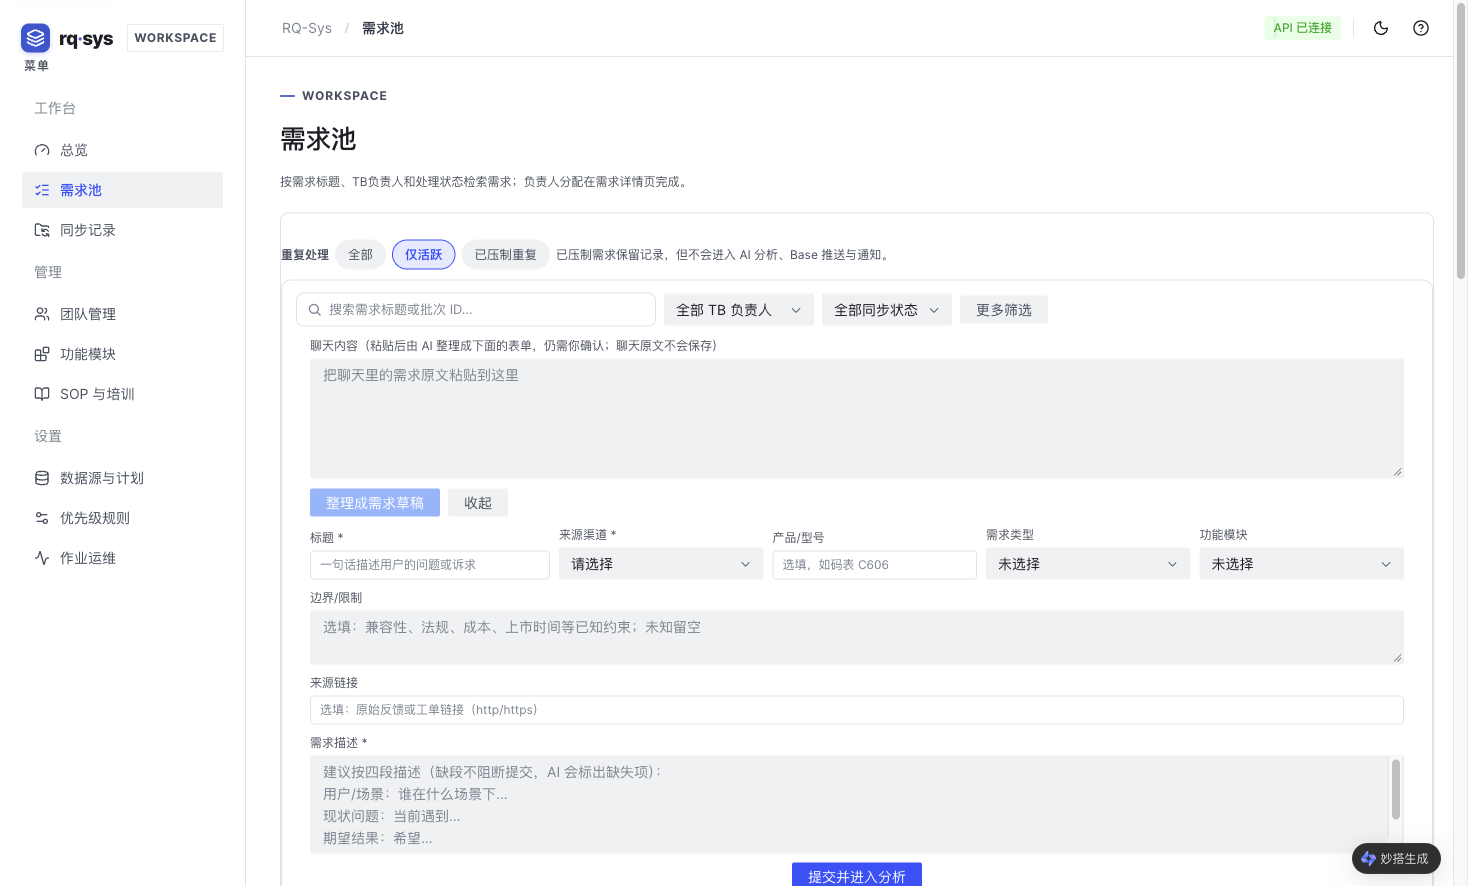 rq·sys WORKSPACE
菜单
工作台
总览
需求池
同步记录
管理
团队管理
功能模块
SOP 与培训
设置
数据源与计划
优先级规则
作业运维
RQ-Sys / 需求池
API 已连接
WORKSPACE
需求池
按需求标题、TB负责人和处理状态检索需求；负责人分配在需求详情页完成。
重复处理 全部 仅活跃 已压制重复 已压制需求保留记录，但不会进入 AI 分析、Base 推送与通知。
搜索需求标题或批次 ID... 全部 TB 负责人 全部同步状态 更多筛选
聊天内容（粘贴后由 AI 整理成下面的表单，仍需你确认；聊天原文不会保存）
把聊天里的需求原文粘贴到这里
整理成需求草稿 收起
标题 * 来源渠道 * 产品/型号 需求类型 功能模块
一句话描述用户的问题或诉求 请选择 选填，如码表 C606 未选择 未选择
边界/限制
选填：兼容性、法规、成本、上市时间等已知约束；未知留空
来源链接
选填：原始反馈或工单链接（http/https）
需求描述 *
建议按四段描述（缺段不阻断提交，AI 会标出缺失项）：
用户/场景：谁在什么场景下...
现状问题：当前遇到...
期望结果：希望...
提交并进入分析
妙搭生成